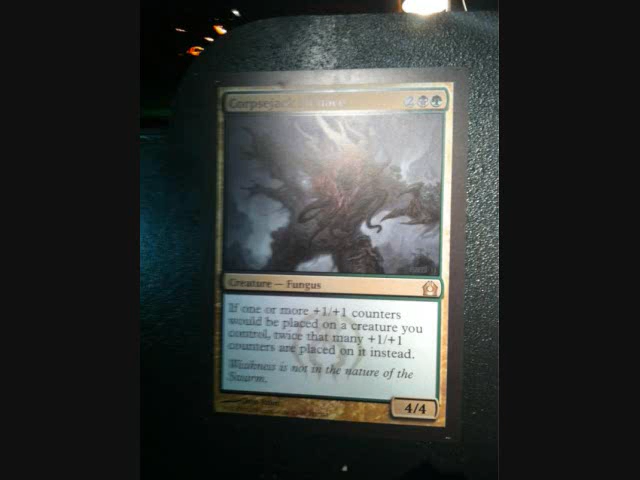 Corpsejack Menace 2
Creature — Fungus
If one or more +1/+1 counters
would be placed on a creature you
control, twice that many +1/+1
counters are placed on it instead.
Weakness is not in the nature of the
Swarm.
4/4